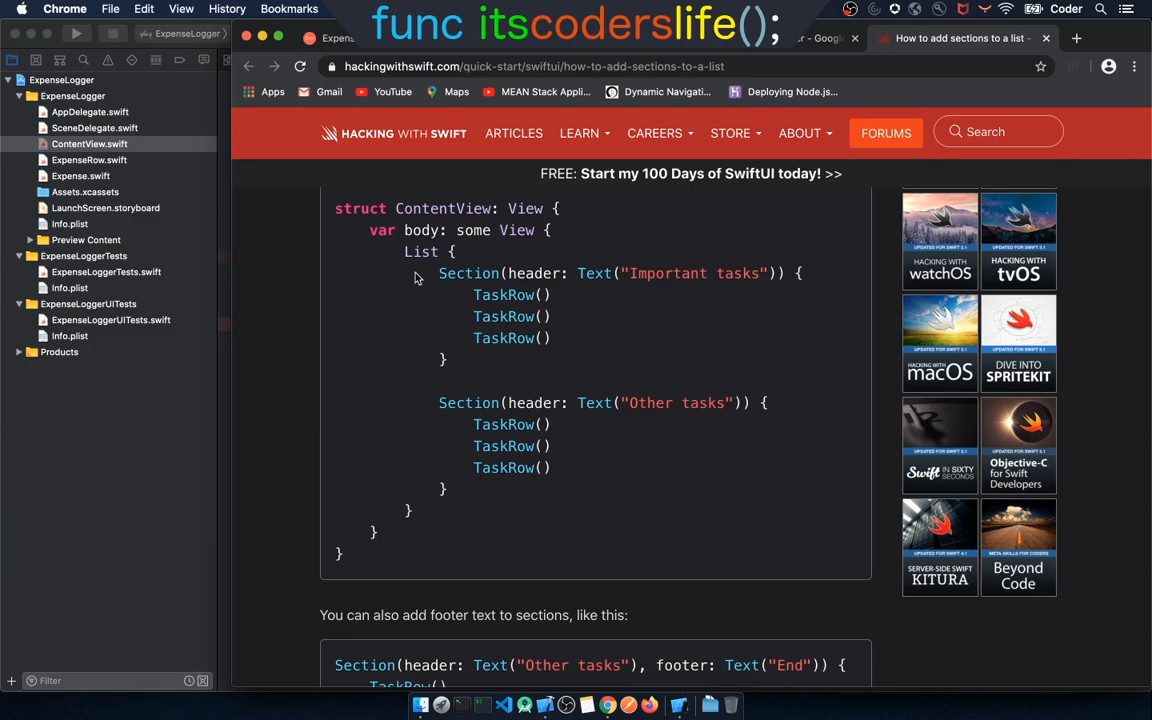 Chrome File Edit View History Bookmarks
func itscoderslife();
Coder
ExpenseLogger
Expens
r - Google
How to add sections to a list -
hackingwithswift.com/quick-start/swiftui/how-to-add-sections-to-a-list
Apps Gmail YouTube Maps MEAN Stack Applic... Dynamic Navigati... Deploying Node.js...
HACKING WITH SWIFT ARTICLES LEARN CAREERS STORE ABOUT FORUMS Search
FREE: Start my 100 Days of SwiftUI today! >>
ExpenseLogger
ExpenseLogger
AppDelegate.swift
SceneDelegate.swift
ContentView.swift
ExpenseRow.swift
Expense.swift
Assets.xcassets
LaunchScreen.storyboard
Info.plist
Preview Content
ExpenseLoggerTests
ExpenseLoggerTests.swift
Info.plist
ExpenseLoggerUITests
ExpenseLoggerUITests.swift
Info.plist
Products
Filter
struct ContentView: View {
var body: some View {
List {
Section(header: Text("Important tasks")) {
TaskRow()
TaskRow()
TaskRow()
}
Section(header: Text("Other tasks")) {
TaskRow()
TaskRow()
TaskRow()
}
}
}
}
You can also add footer text to sections, like this:
Section(header: Text("Other tasks"), footer: Text("End")) {
TaskRow()
HACKING WITH
watchOS
HACKING WITH
tvOS
HACKING WITH
macOS
DIVE INTO
SPRITEKIT
Swift IN SIXTY
SECONDS
Objective-C
for Swift
Developers
SERVER-SIDE SWIFT
KITURA
Beyond
Code